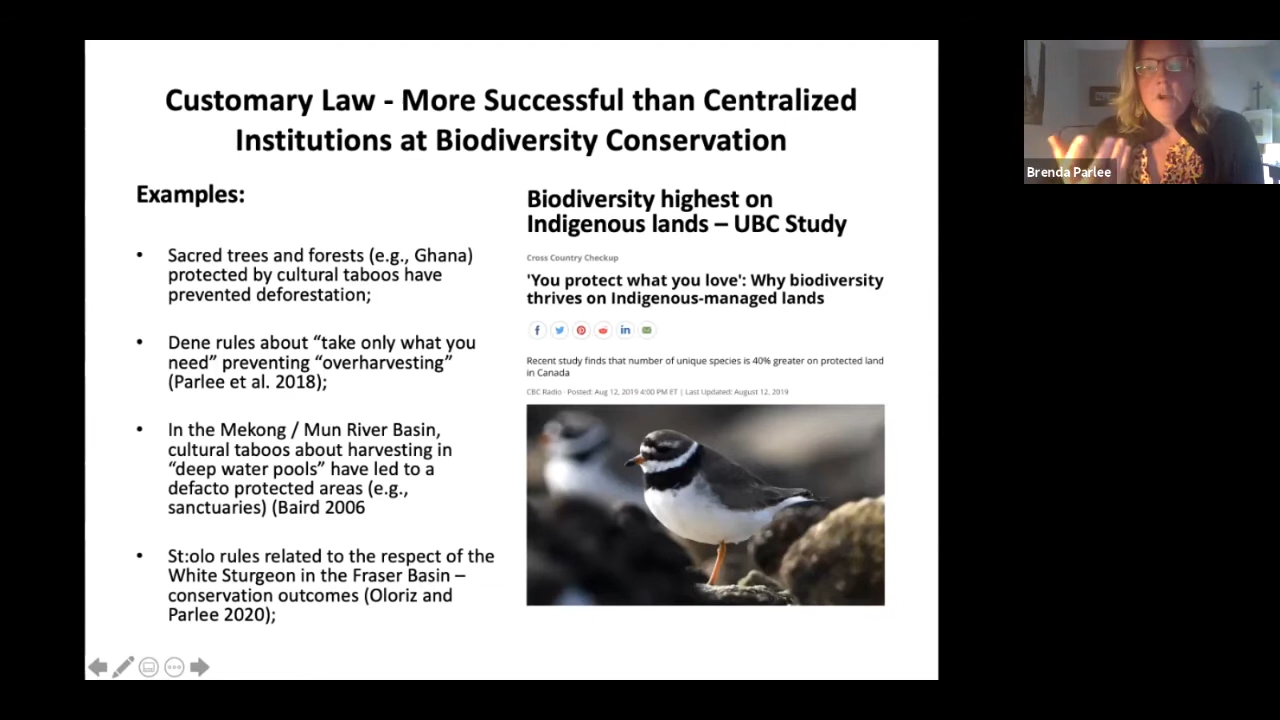 Customary Law - More Successful than Centralized
Institutions at Biodiversity Conservation
Examples:
• Sacred trees and forests (e.g., Ghana)
protected by cultural taboos have
prevented deforestation;
• Dene rules about “take only what you
need” preventing “overharvesting”
(Parlee et al. 2018);
• In the Mekong / Mun River Basin,
cultural taboos about harvesting in
“deep water pools” have led to a
defacto protected areas (e.g.,
sanctuaries) (Baird 2006
• St:olo rules related to the respect of the
White Sturgeon in the Fraser Basin –
conservation outcomes (Oloriz and
Parlee 2020);
Biodiversity highest on
Indigenous lands – UBC Study
Cross Country Checkup
'You protect what you love': Why biodiversity
thrives on Indigenous-managed lands
Recent study finds that number of unique species is 40% greater on protected land
in Canada
CBC Radio · Posted: Aug 12, 2019 4:00 PM ET | Last Updated: August 12, 2019
Brenda Parlee